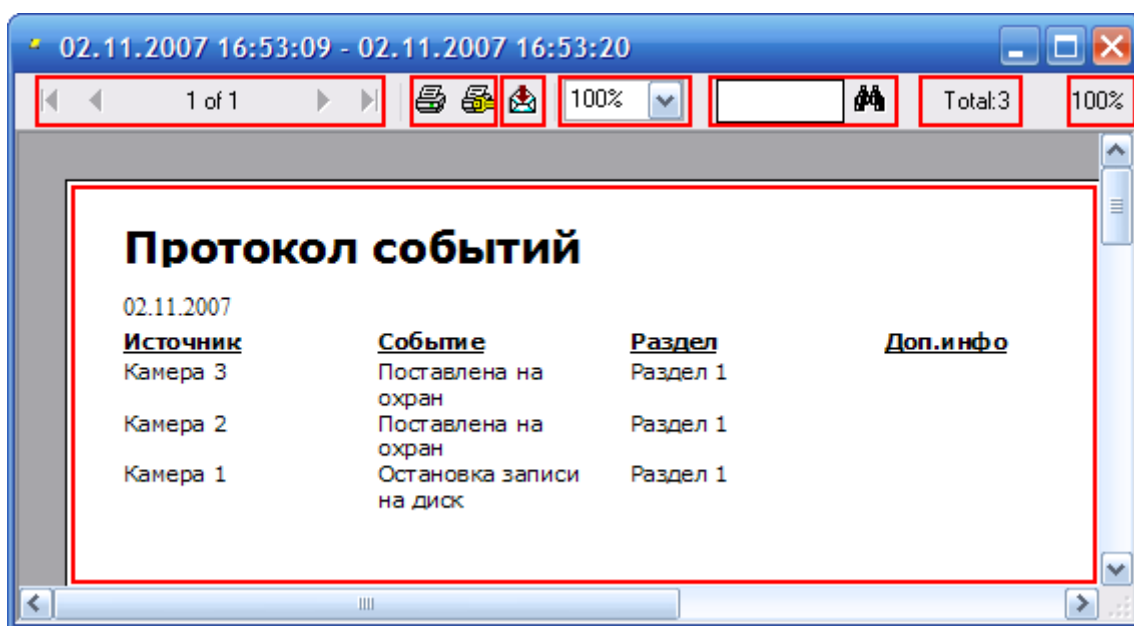 02.11.2007 16:53:09 - 02.11.2007 16:53:20
1 of 1 100% Total:3 100%
Протокол событий
02.11.2007
Источник Событие Раздел Доп.инфо
Камера 3 Поставлена на Раздел 1
охран
Камера 2 Поставлена на Раздел 1
охран
Камера 1 Остановка записи Раздел 1
на диск